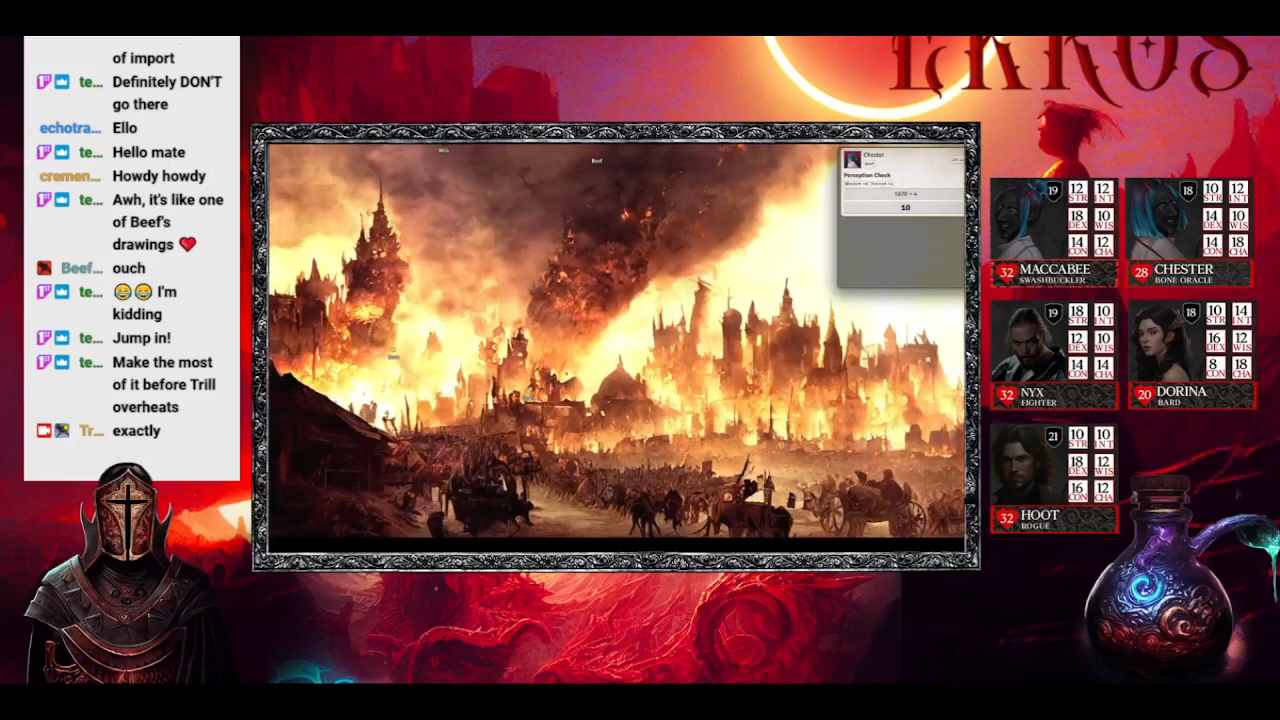 of import
te... Definitely DON'T
go there
echotra... Ello
te... Hello mate
cremen... Howdy howdy
te... Awh, it's like one
of Beef's
drawings
Beef... ouch
te... I'm
kidding
te... Jump in!
te... Make the most
of it before Trill
overheats
Tr... exactly
Beef
Chester
Perception Check
1d20 + 4
10
19 12 STR 12 INT
18 DEX 10 WIS
14 CON 12 CHA
32 MACCABEE
SWASHBUCKLER
18 10 STR 12 INT
14 DEX 10 WIS
14 CON 18 CHA
28 CHESTER
BONE ORACLE
19 18 STR 10 INT
12 DEX 10 WIS
14 CON 14 CHA
32 NYX
FIGHTER
18 10 STR 14 INT
16 DEX 12 WIS
8 CON 18 CHA
20 DORINA
BARD
21 10 STR 10 INT
18 DEX 12 WIS
16 CON 12 CHA
32 HOOT
ROGUE